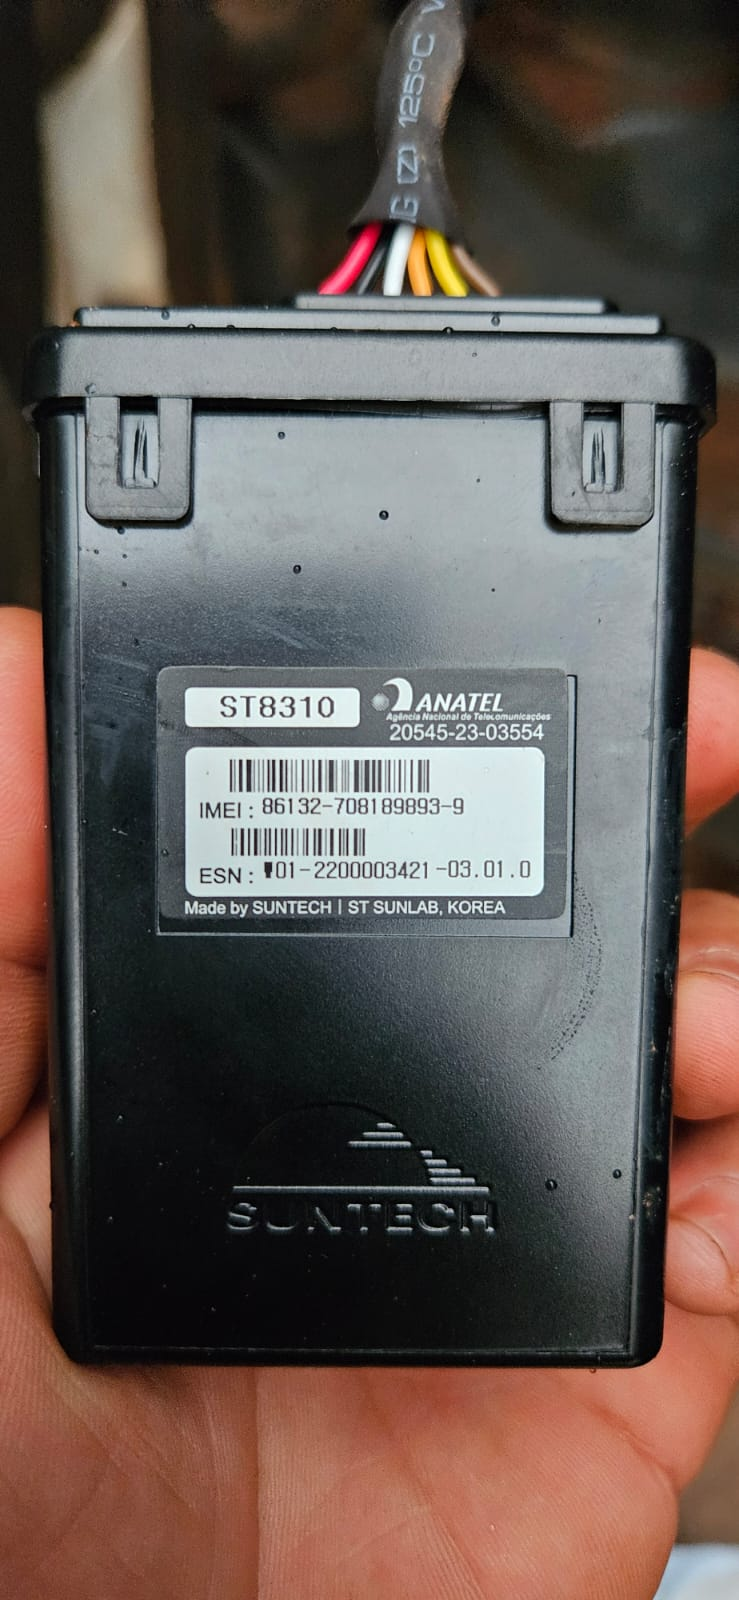 125°C
(Z)
ST8310
ANATEL
Agência Nacional de Telecomunicações
20545-23-03554
IMEI : 86132-708189893-9
ESN : 01-2200003421-03.01.0
Made by SUNTECH | ST SUNLAB, KOREA
SUNTECH